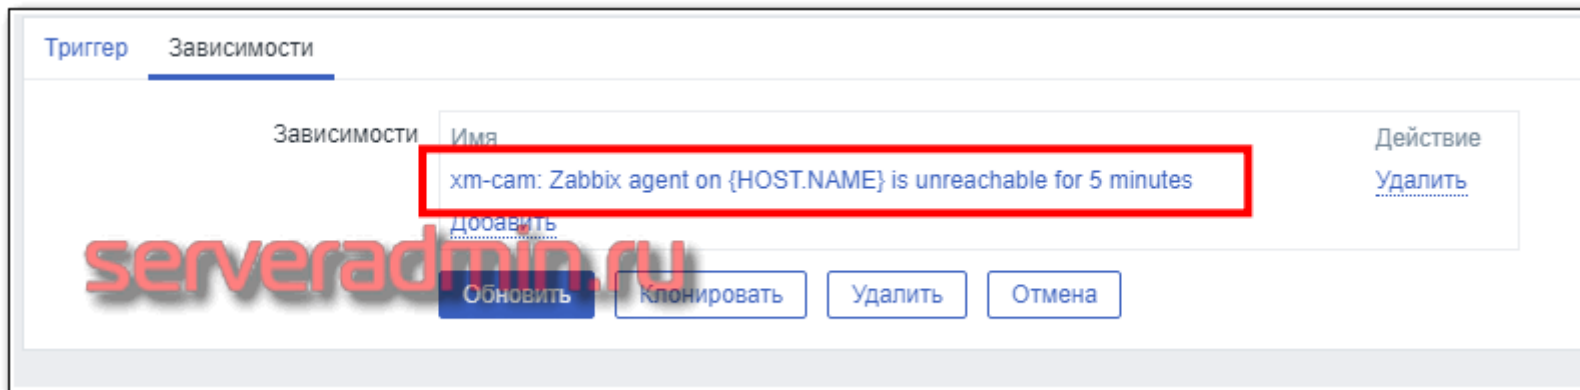 Триггер Зависимости
Зависимости Имя Действие
xm-cam: Zabbix agent on {HOST.NAME} is unreachable for 5 minutes Удалить
Добавить
serveradmin.ru
Обновить Клонировать Удалить Отмена